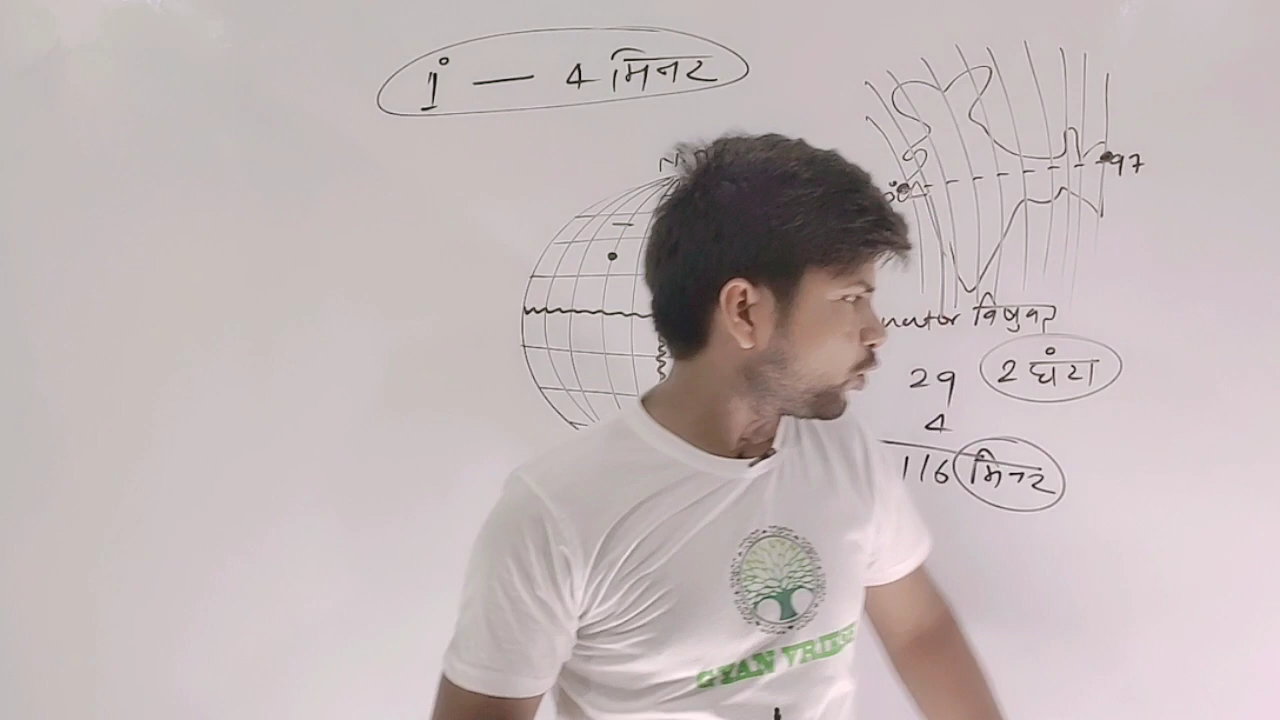 1° — 4 मिनट
N.P
97
uator विषुवत
29 2 घंटा
4
116 मिनट
GYAN VRIKSH